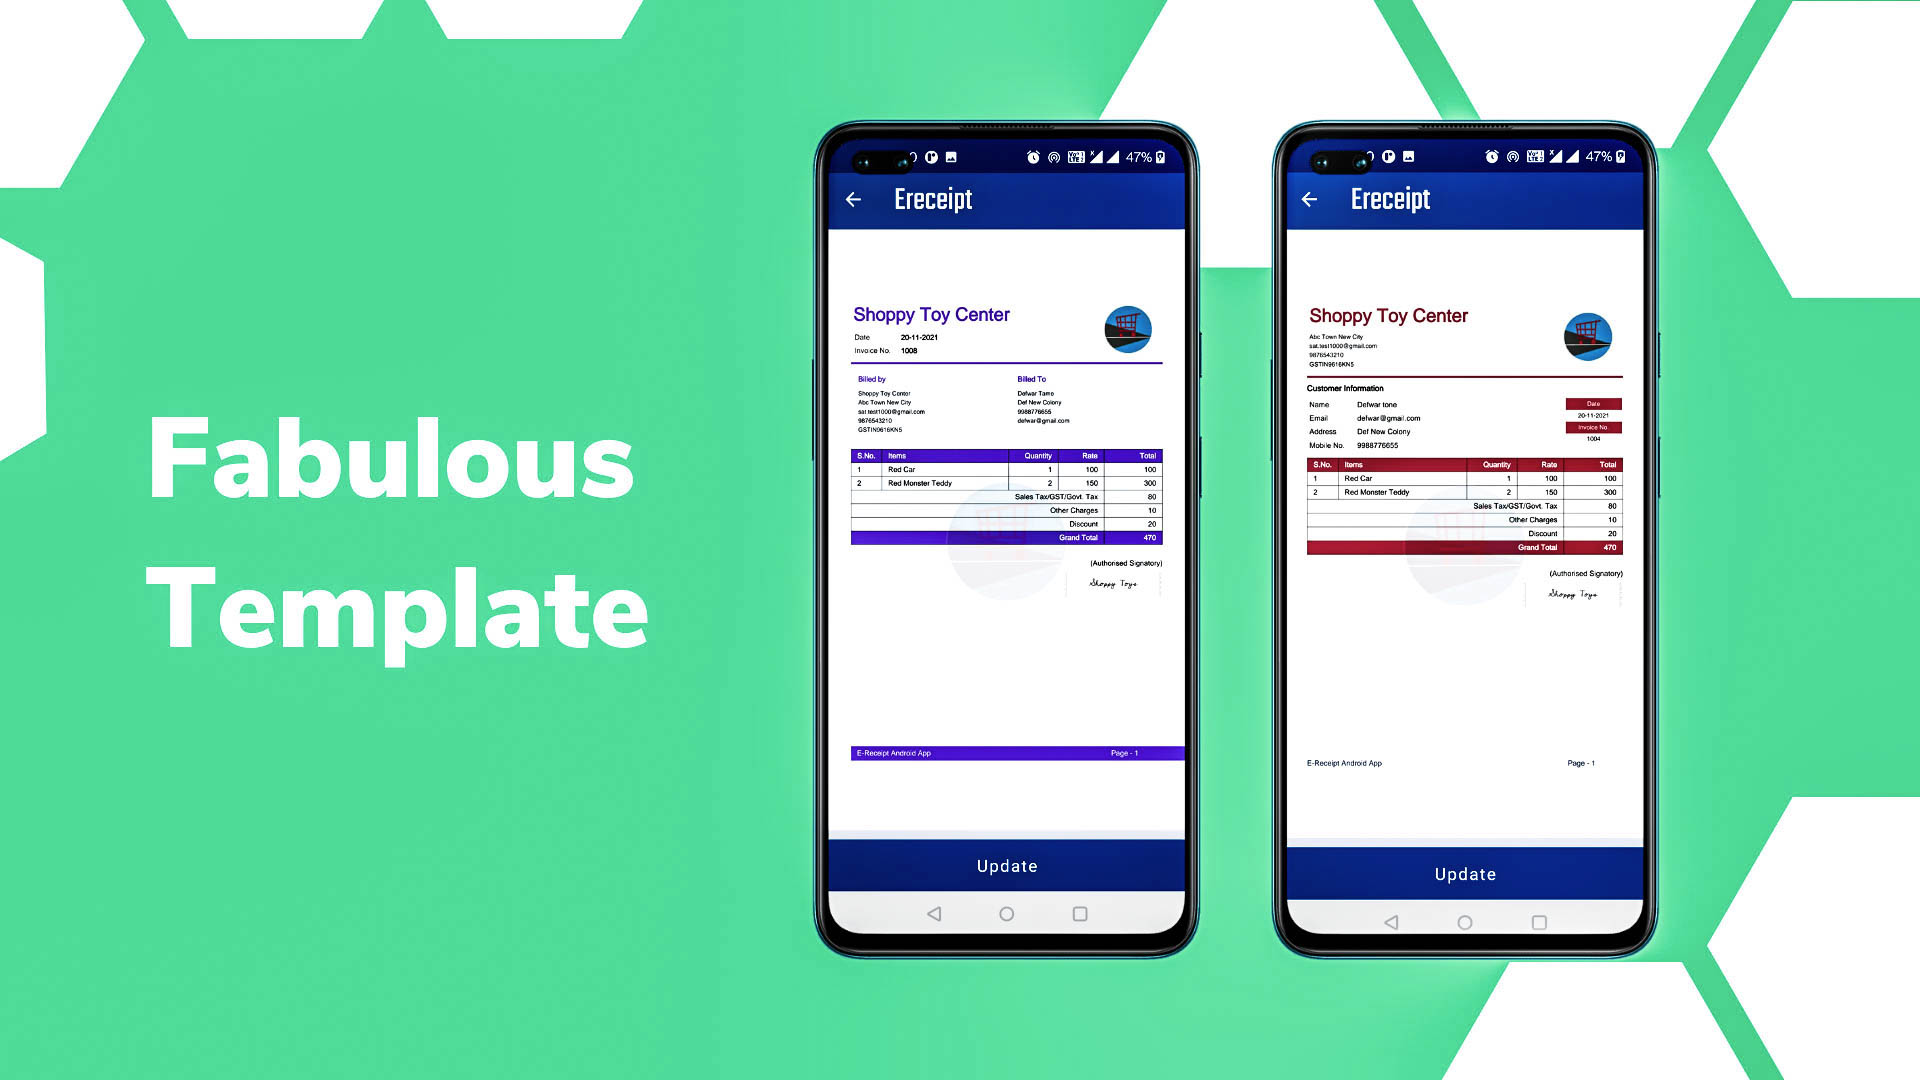 Fabulous
Template
47%
Ereceipt
Shoppy Toy Center
Date 20-11-2021
Invoice No. 1008
Billed by Billed To
Shoppy Toy Center Defwar Tame
Abc Town New City Def New Colony
sat.test1000@gmail.com 9988776655
9876543210 defwar@gmail.com
GSTIN9616KN5
S.No. Items Quantity Rate Total
1 Red Car 1 100 100
2 Red Monster Teddy 2 150 300
Sales Tax/GST/Govt. Tax 80
Other Charges 10
Discount 20
Grand Total 470
(Authorised Signatory)
Shoppy Toys
E-Receipt Android App Page - 1
Update
47%
Ereceipt
Shoppy Toy Center
Abc Town New City
sat.test1000@gmail.com
9876543210
GSTIN9616KN5
Customer Information
Name Defwar tone Date
Email defwar@gmail.com 20-11-2021
Address Def New Colony Invoice No.
Mobile No. 9988776655 1004
S.No. Items Quantity Rate Total
1 Red Car 1 100 100
2 Red Monster Teddy 2 150 300
Sales Tax/GST/Govt. Tax 80
Other Charges 10
Discount 20
Grand Total 470
(Authorised Signatory)
Shoppy Toys
E-Receipt Android App Page - 1
Update